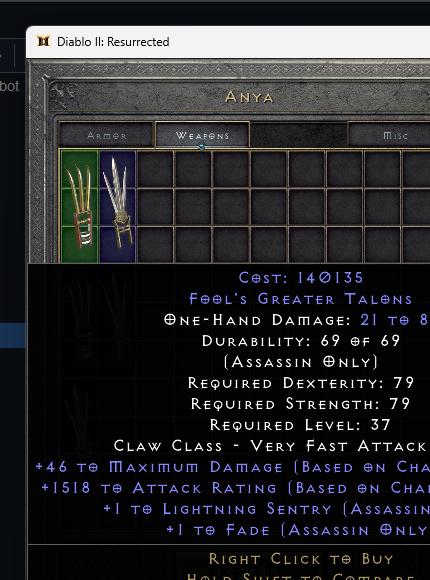 bot
Diablo II: Resurrected
Anya
Armor Weapons Misc
Cost: 140135
Fool's Greater Talons
One-Hand Damage: 21 to 8
Durability: 69 of 69
(Assassin Only)
Required Dexterity: 79
Required Strength: 79
Required Level: 37
Claw Class - Very Fast Attack
+46 to Maximum Damage (Based on Cha
+1518 to Attack Rating (Based on Char
+1 to Lightning Sentry (Assassin
+1 to Fade (Assassin Only
Right Click to Buy
Hold Shift to Compare